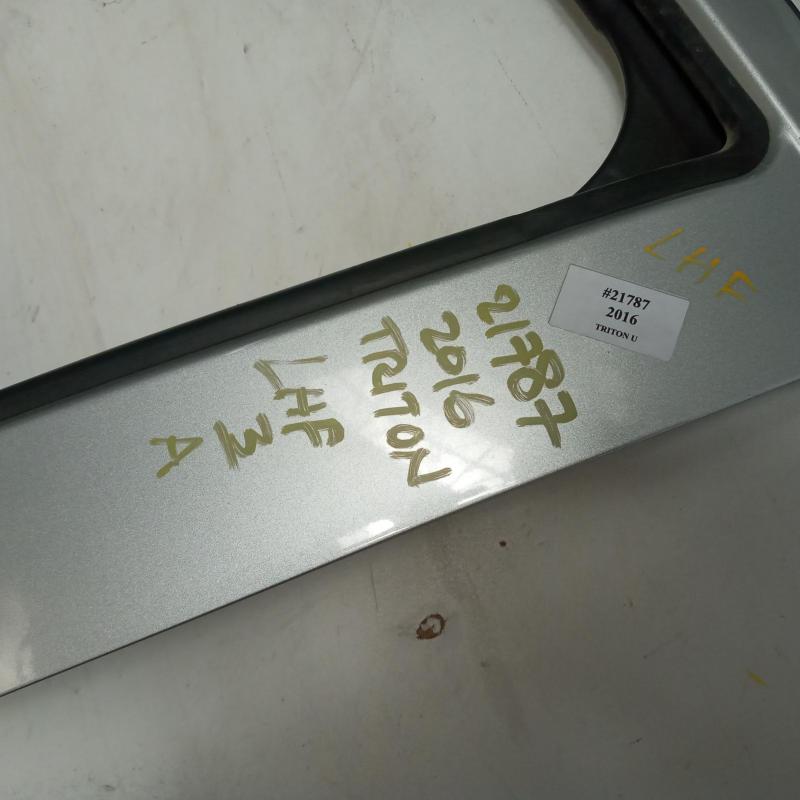 LHF
#21787
2016
TRITON U
21787
2016
TRITON
LHF
3
A